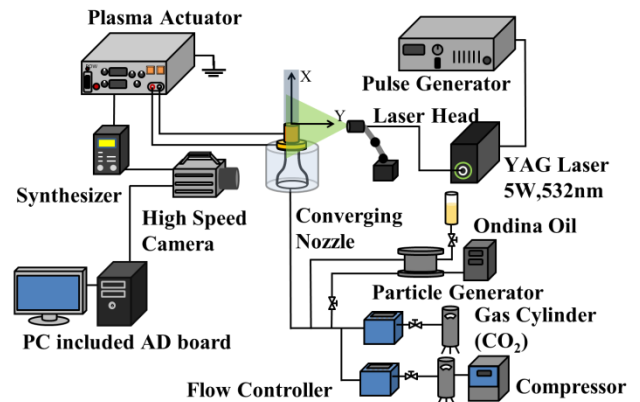 Plasma Actuator
Pulse Generator
X
Y
Laser Head
YAG Laser
5W,532nm
Synthesizer
High Speed
Camera
Converging
Nozzle
Ondina Oil
Particle Generator
PC included AD board
Gas Cylinder
(CO₂)
Flow Controller
Compressor